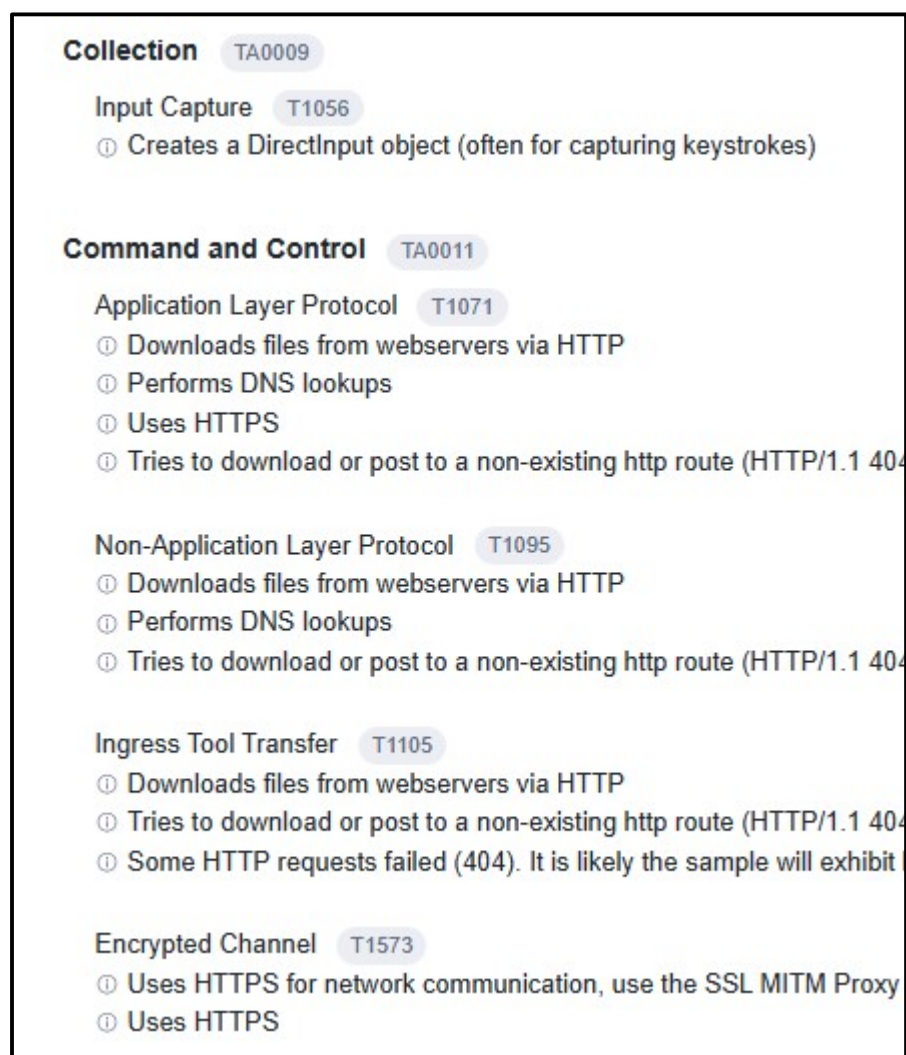 Collection TA0009
Input Capture T1056
Creates a DirectInput object (often for capturing keystrokes)
Command and Control TA0011
Application Layer Protocol T1071
Downloads files from webservers via HTTP
Performs DNS lookups
Uses HTTPS
Tries to download or post to a non-existing http route (HTTP/1.1 404
Non-Application Layer Protocol T1095
Downloads files from webservers via HTTP
Performs DNS lookups
Tries to download or post to a non-existing http route (HTTP/1.1 404
Ingress Tool Transfer T1105
Downloads files from webservers via HTTP
Tries to download or post to a non-existing http route (HTTP/1.1 404
Some HTTP requests failed (404). It is likely the sample will exhibit
Encrypted Channel T1573
Uses HTTPS for network communication, use the SSL MITM Proxy
Uses HTTPS